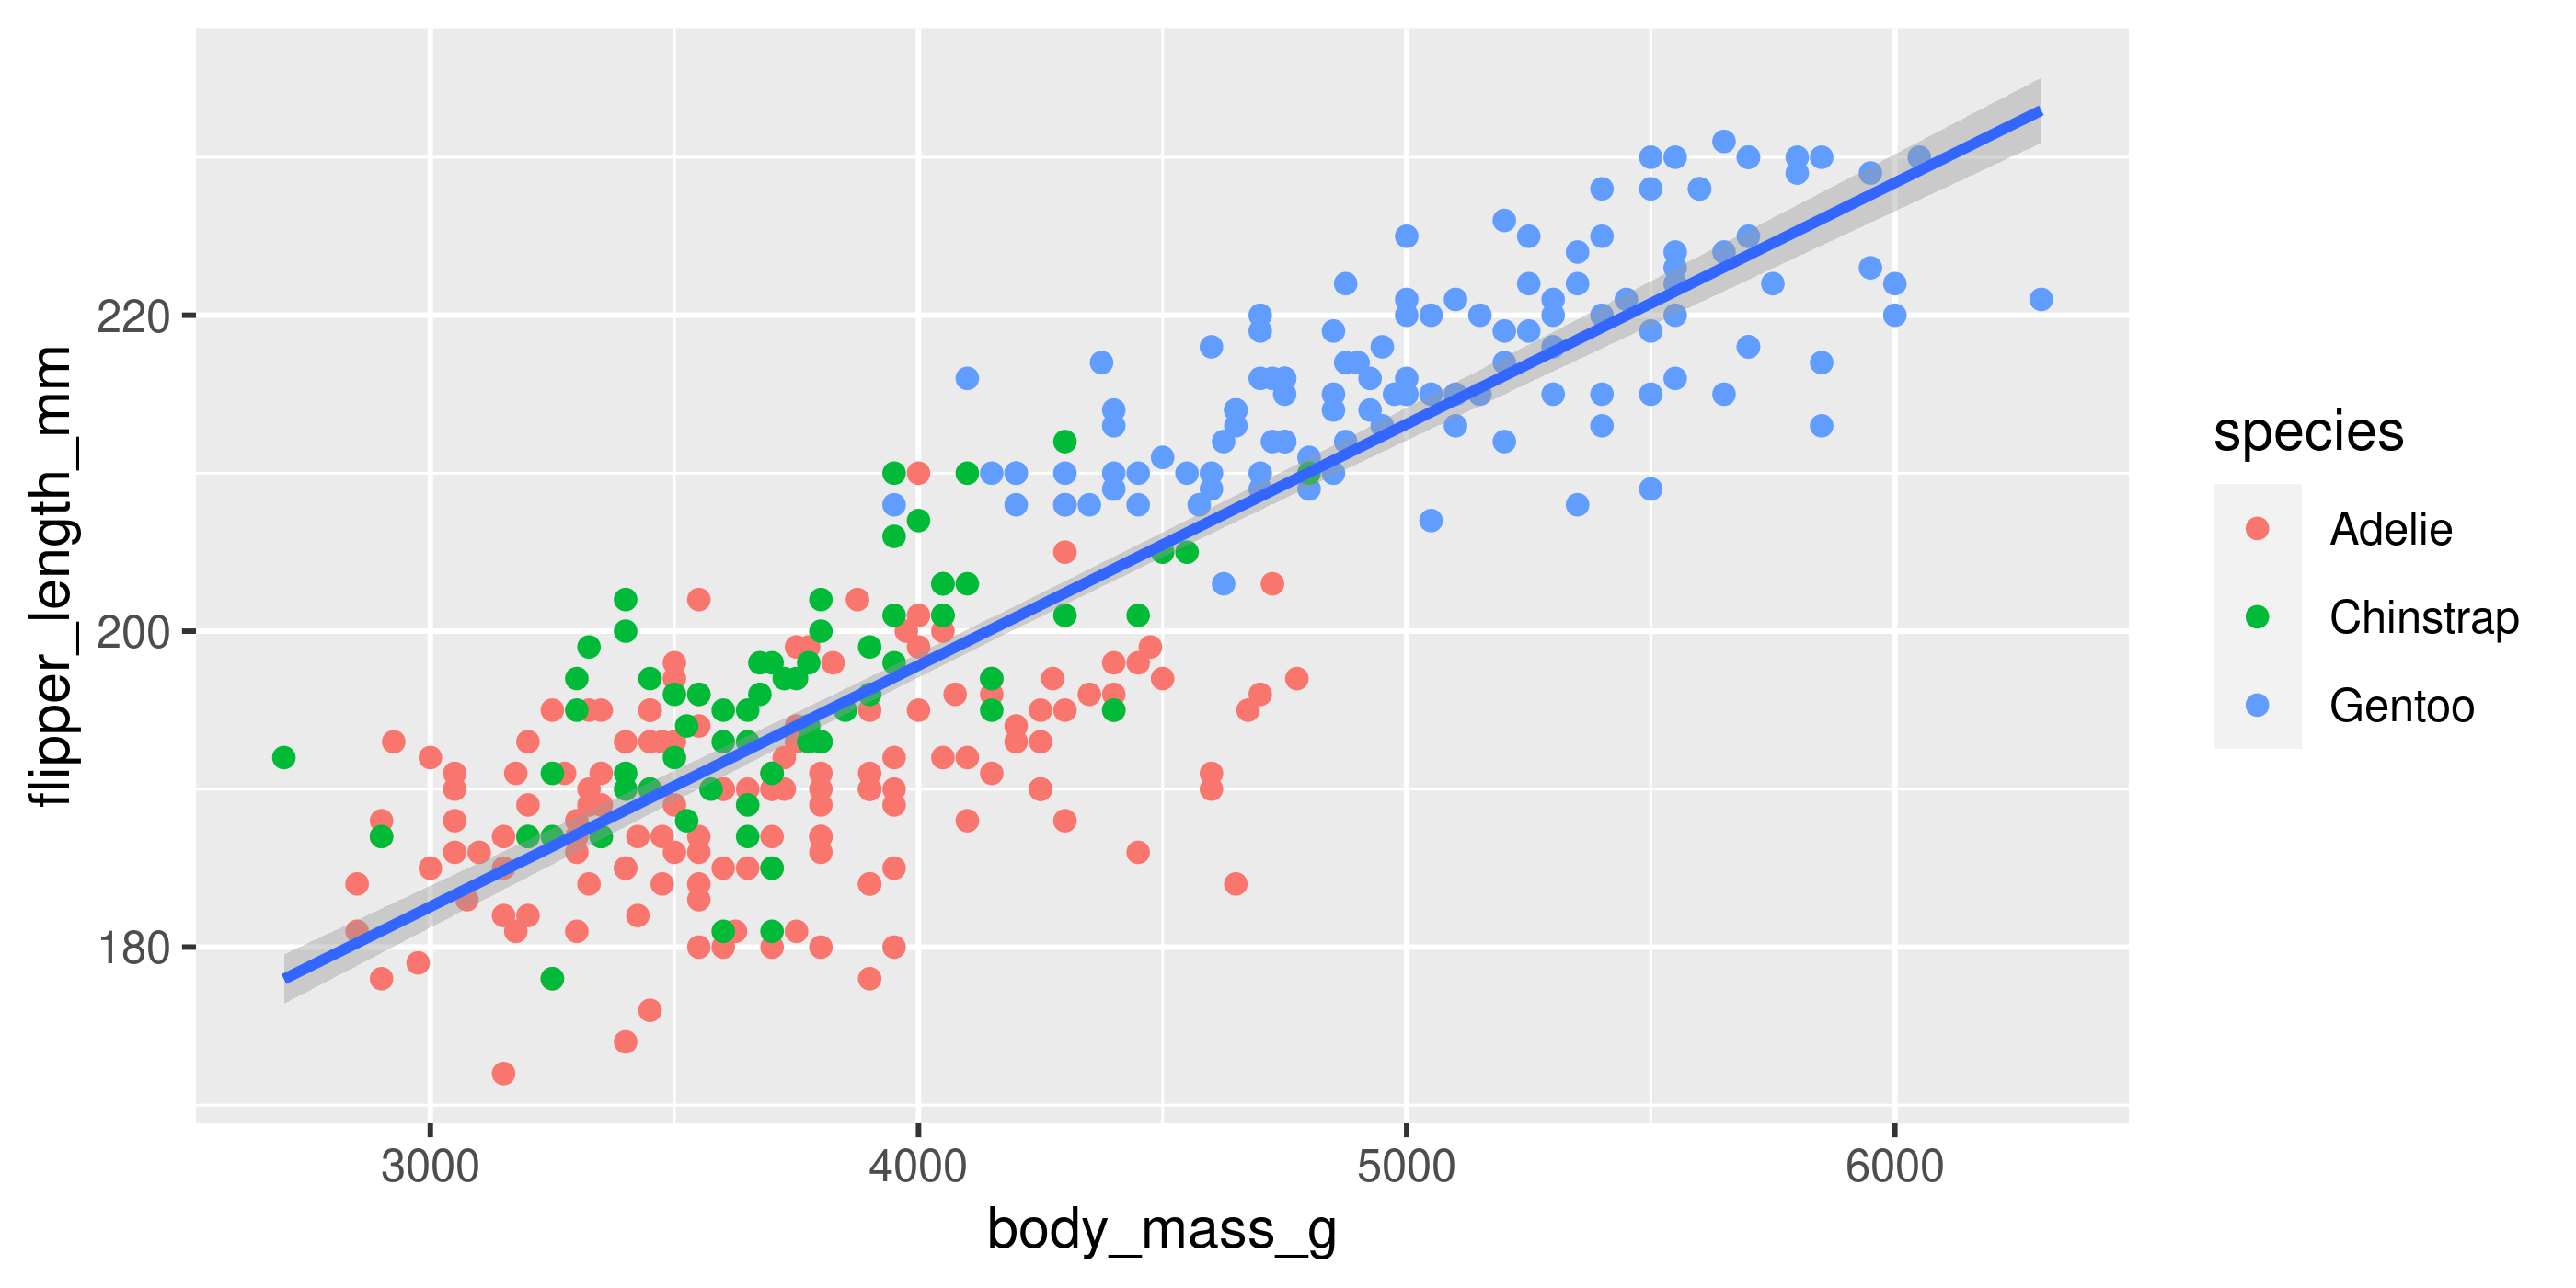 flipper_length_mm
220
200
180
3000 4000 5000 6000
body_mass_g
species
Adelie
Chinstrap
Gentoo